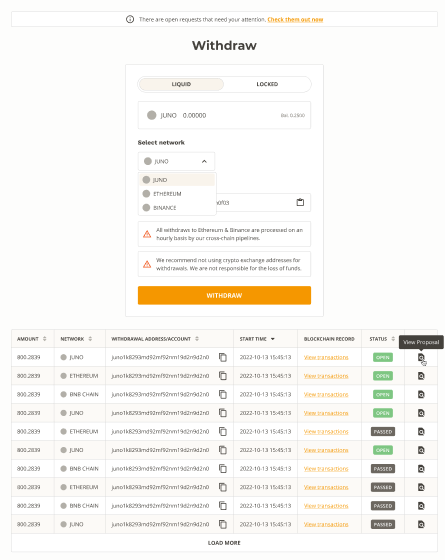 There are open requests that need your attention. Check them out now
Withdraw
LIQUID LOCKED
JUNO 0.00000 Bal. 0.2800
Select network
JUNO
JUNO
ETHEREUM
BINANCE
All withdraws to Ethereum & Binance are processed on
an hourly basis by our cross-chain pipelines.
We recommend not using crypto exchange addresses for
withdrawals. We are not responsible for the loss of funds.
WITHDRAW
View Proposal
AMOUNT NETWORK WITHDRAWAL ADDRESS/ACCOUNT START TIME BLOCKCHAIN RECORD STATUS
800.2839 JUNO juno1k8293md92mf92nm19d2n9d2n0 2022-10-13 15:45:13 View transactions OPEN
800.2839 ETHEREUM juno1k8293md92mf92nm19d2n9d2n0 2022-10-13 15:45:13 View transactions OPEN
800.2839 BNB CHAIN juno1k8293md92mf92nm19d2n9d2n0 2022-10-13 15:45:13 View transactions OPEN
800.2839 JUNO juno1k8293md92mf92nm19d2n9d2n0 2022-10-13 15:45:13 View transactions OPEN
800.2839 ETHEREUM juno1k8293md92mf92nm19d2n9d2n0 2022-10-13 15:45:13 View transactions PASSED
800.2839 JUNO juno1k8293md92mf92nm19d2n9d2n0 2022-10-13 15:45:13 View transactions OPEN
800.2839 BNB CHAIN juno1k8293md92mf92nm19d2n9d2n0 2022-10-13 15:45:13 View transactions PASSED
800.2839 ETHEREUM juno1k8293md92mf92nm19d2n9d2n0 2022-10-13 15:45:13 View transactions PASSED
800.2839 BNB CHAIN juno1k8293md92mf92nm19d2n9d2n0 2022-10-13 15:45:13 View transactions PASSED
800.2839 JUNO juno1k8293md92mf92nm19d2n9d2n0 2022-10-13 15:45:13 View transactions PASSED
LOAD MORE